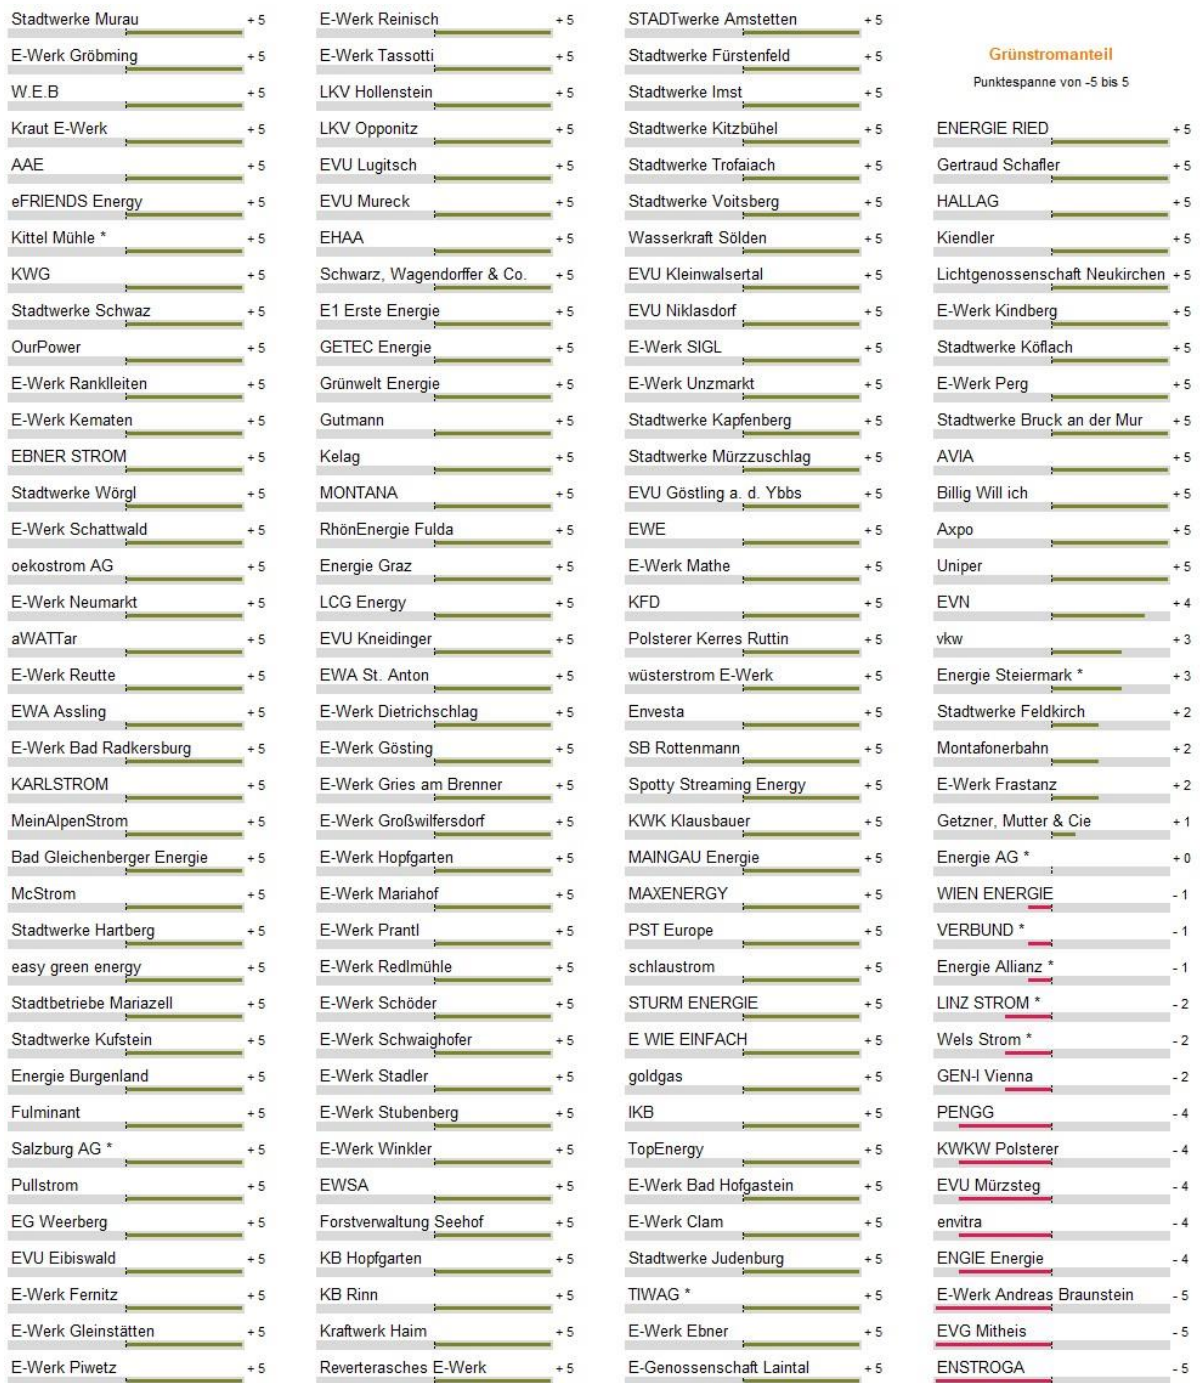 Stadtwerke Murau + 5
E-Werk Gröbming + 5
W.E.B + 5
Kraut E-Werk + 5
AAE + 5
eFRIENDS Energy + 5
Kittel Mühle * + 5
KWG + 5
Stadtwerke Schwaz + 5
OurPower + 5
E-Werk Ranklleiten + 5
E-Werk Kematen + 5
EBNER STROM + 5
Stadtwerke Wörgl + 5
E-Werk Schattwald + 5
oekostrom AG + 5
E-Werk Neumarkt + 5
aWATTar + 5
E-Werk Reutte + 5
EWA Assling + 5
E-Werk Bad Radkersburg + 5
KARLSTROM + 5
MeinAlpenStrom + 5
Bad Gleichenberger Energie + 5
McStrom + 5
Stadtwerke Hartberg + 5
easy green energy + 5
Stadtbetriebe Mariazell + 5
Stadtwerke Kufstein + 5
Energie Burgenland + 5
Fulminant + 5
Salzburg AG * + 5
Pullstrom + 5
EG Weerberg + 5
EVU Eibiswald + 5
E-Werk Fernitz + 5
E-Werk Gleinstätten + 5
E-Werk Piwetz + 5
E-Werk Reinisch + 5
E-Werk Tassotti + 5
LKV Hollenstein + 5
LKV Opponitz + 5
EVU Lugitsch + 5
EVU Mureck + 5
EHAA + 5
Schwarz, Wagendorffer & Co. + 5
E1 Erste Energie + 5
GETEC Energie + 5
Grünwelt Energie + 5
Gutmann + 5
Kelag + 5
MONTANA + 5
RhönEnergie Fulda + 5
Energie Graz + 5
LCG Energy + 5
EVU Kneidinger + 5
EWA St. Anton + 5
E-Werk Dietrichschlag + 5
E-Werk Gösting + 5
E-Werk Gries am Brenner + 5
E-Werk Großwilfersdorf + 5
E-Werk Hopfgarten + 5
E-Werk Mariahof + 5
E-Werk Prantl + 5
E-Werk Redlmühle + 5
E-Werk Schöder + 5
E-Werk Schwaighofer + 5
E-Werk Stadler + 5
E-Werk Stubenberg + 5
E-Werk Winkler + 5
EWSA + 5
Forstverwaltung Seehof + 5
KB Hopfgarten + 5
KB Rinn + 5
Kraftwerk Haim + 5
Reverterasches E-Werk + 5
STADTwerke Amstetten + 5
Stadtwerke Fürstenfeld + 5
Stadtwerke Imst + 5
Stadtwerke Kitzbühel + 5
Stadtwerke Trofaiach + 5
Stadtwerke Voitsberg + 5
Wasserkraft Sölden + 5
EVU Kleinwalsertal + 5
EVU Niklasdorf + 5
E-Werk SIGL + 5
E-Werk Unzmarkt + 5
Stadtwerke Kapfenberg + 5
Stadtwerke Mürzzuschlag + 5
EVU Göstling a. d. Ybbs + 5
EWE + 5
E-Werk Mathe + 5
KFD + 5
Polsterer Kerres Ruttin + 5
wüsterstrom E-Werk + 5
Envesta + 5
SB Rottenmann + 5
Spotty Streaming Energy + 5
KWK Klausbauer + 5
MAINGAU Energie + 5
MAXENERGY + 5
PST Europe + 5
schlaustrom + 5
STURM ENERGIE + 5
E WIE EINFACH + 5
goldgas + 5
IKB + 5
TopEnergy + 5
E-Werk Bad Hofgastein + 5
E-Werk Clam + 5
Stadtwerke Judenburg + 5
TIWAG * + 5
E-Werk Ebner + 5
E-Genossenschaft Laintal + 5
Grünstromanteil
Punktespanne von -5 bis 5
ENERGIE RIED + 5
Gertraud Schafler + 5
HALLAG + 5
Kiendler + 5
Lichtgenossenschaft Neukirchen + 5
E-Werk Kindberg + 5
Stadtwerke Köflach + 5
E-Werk Perg + 5
Stadtwerke Bruck an der Mur + 5
AVIA + 5
Billig Will ich + 5
Axpo + 5
Uniper + 5
EVN + 4
vkw + 3
Energie Steiermark * + 3
Stadtwerke Feldkirch + 2
Montafonerbahn + 2
E-Werk Frastanz + 2
Getzner, Mutter & Cie + 1
Energie AG * + 0
WIEN ENERGIE - 1
VERBUND * - 1
Energie Allianz * - 1
LINZ STROM * - 2
Wels Strom * - 2
GEN-I Vienna - 2
PENGG - 4
KWKW Polsterer - 4
EVU Mürzsteg - 4
envitra - 4
ENGIE Energie - 4
E-Werk Andreas Braunstein - 5
EVG Mitheis - 5
ENSTROGA - 5